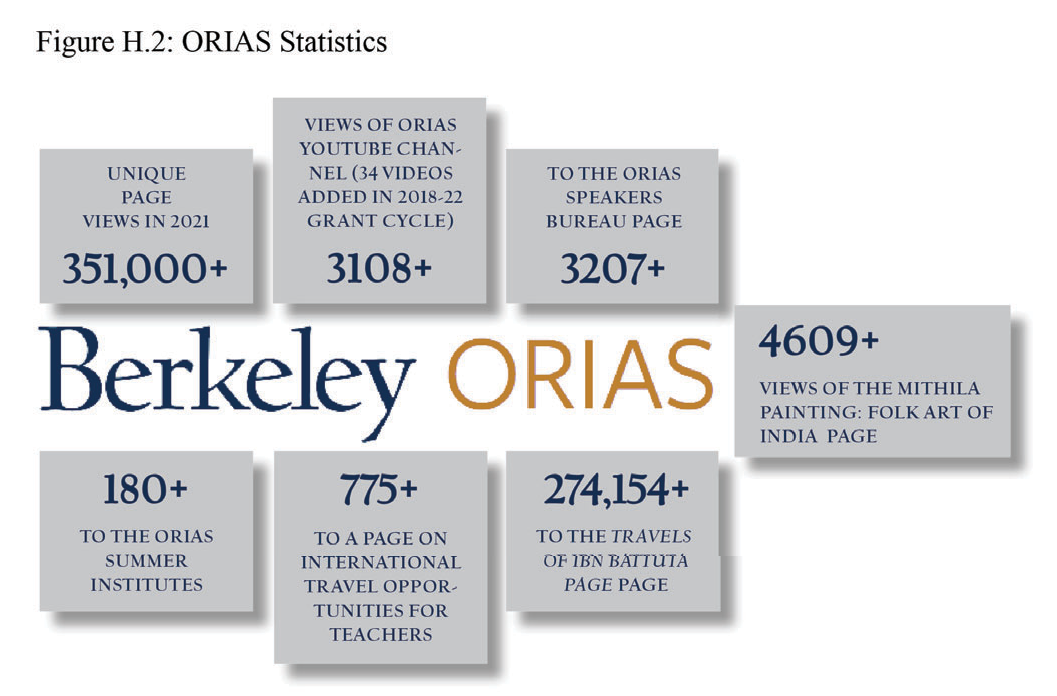 Figure H.2: ORIAS Statistics
UNIQUE
PAGE
VIEWS IN 2021
351,000+
VIEWS OF ORIAS
YOUTUBE CHAN-
NEL (34 VIDEOS
ADDED IN 2018-22
GRANT CYCLE)
3108+
TO THE ORIAS
SPEAKERS
BUREAU PAGE
3207+
Berkeley ORIAS
4609+
VIEWS OF THE MITHILA
PAINTING: FOLK ART OF
INDIA PAGE
180+
TO THE ORIAS
SUMMER
INSTITUTES
775+
TO A PAGE ON
INTERNATIONAL
TRAVEL OPPOR-
TUNITIES FOR
TEACHERS
274,154+
TO THE TRAVELS
OF IBN BATTUTA
PAGE PAGE